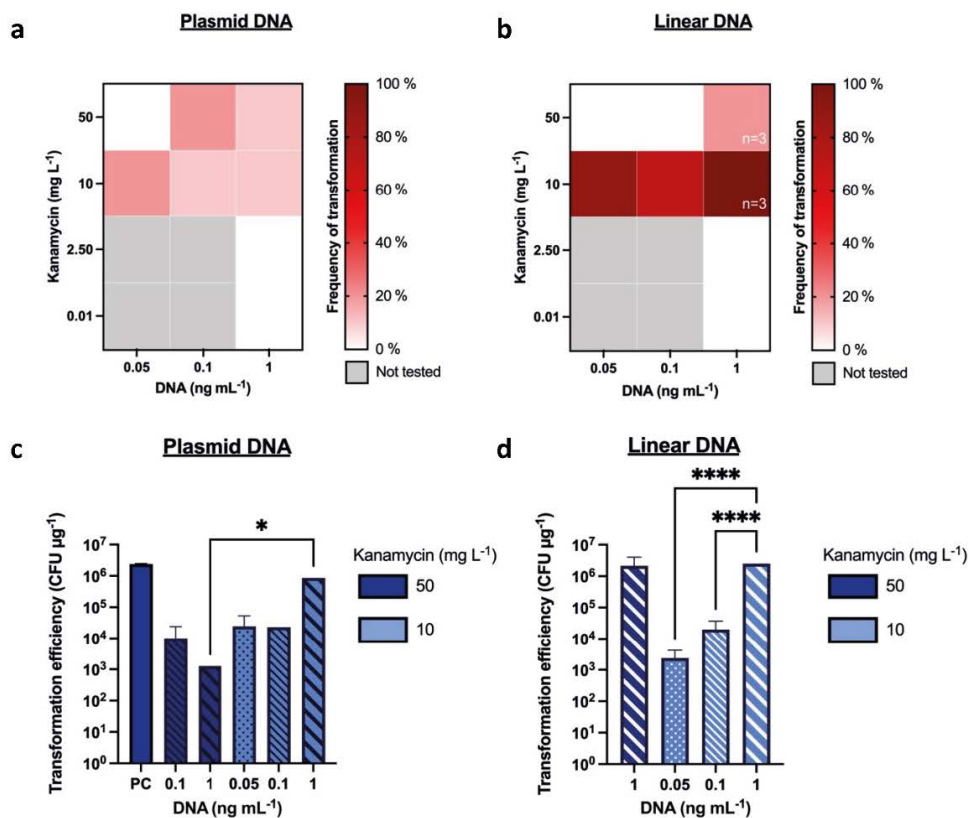 a
Plasmid DNA
Kanamycin (mg L⁻¹)
50
10
2.50
0.01
0.05 0.1 1
DNA (ng mL⁻¹)
Frequency of transformation
100 %
80 %
60 %
40 %
20 %
0 %
Not tested
b
Linear DNA
Kanamycin (mg L⁻¹)
50
10
2.50
0.01
n=3
n=3
0.05 0.1 1
DNA (ng mL⁻¹)
Frequency of transformation
100 %
80 %
60 %
40 %
20 %
0 %
Not tested
c
Plasmid DNA
*
Transformation efficiency (CFU µg⁻¹)
10⁷
10⁶
10⁵
10⁴
10³
10²
10¹
10⁰
PC 0.1 1 0.05 0.1 1
DNA (ng mL⁻¹)
Kanamycin (mg L⁻¹)
50
10
d
Linear DNA
****
****
Transformation efficiency (CFU µg⁻¹)
10⁷
10⁶
10⁵
10⁴
10³
10²
10¹
10⁰
1 0.05 0.1 1
DNA (ng mL⁻¹)
Kanamycin (mg L⁻¹)
50
10